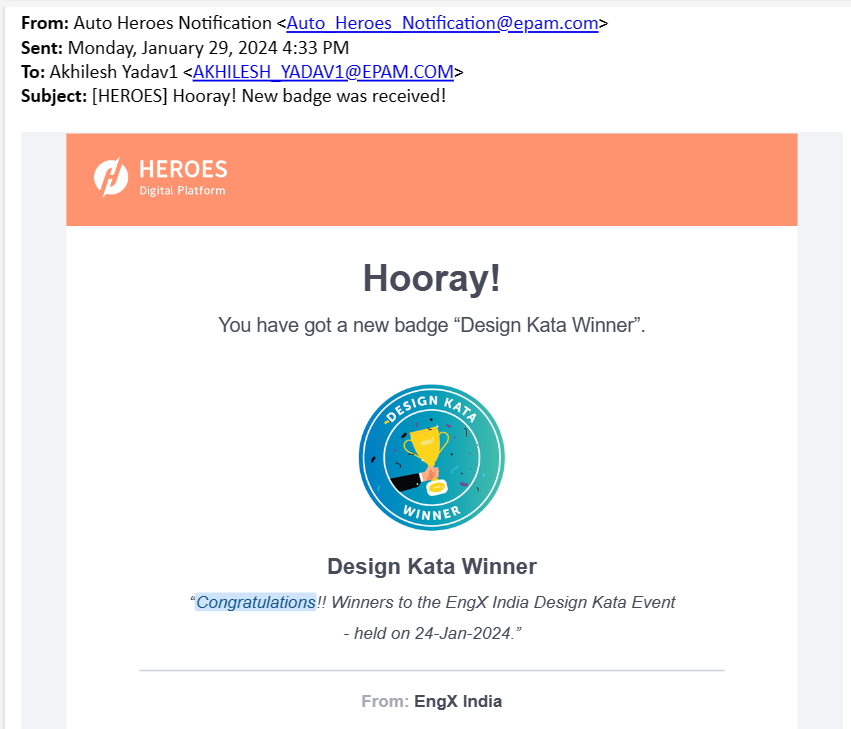 From: Auto Heroes Notification <Auto_Heroes_Notification@epam.com>
Sent: Monday, January 29, 2024 4:33 PM
To: Akhilesh Yadav1 <AKHILESH_YADAV1@EPAM.COM>
Subject: [HEROES] Hooray! New badge was received!
HEROES
Digital Platform
Hooray!
You have got a new badge “Design Kata Winner”.
DESIGN KATA
WINNER
Design Kata Winner
“Congratulations!! Winners to the EngX India Design Kata Event
- held on 24-Jan-2024.”
From: EngX India